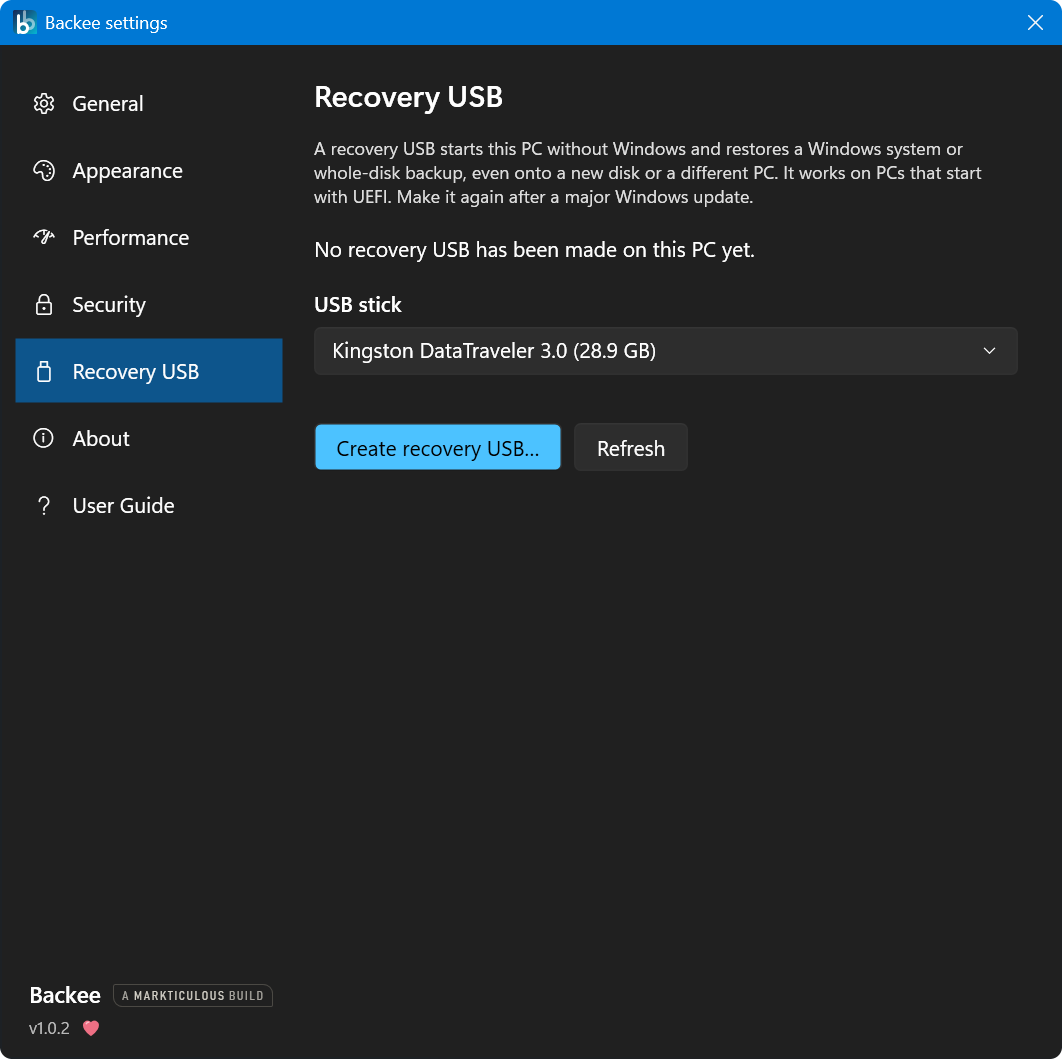 Backee settings
General
Appearance
Performance
Security
Recovery USB
About
User Guide
Recovery USB
A recovery USB starts this PC without Windows and restores a Windows system or
whole-disk backup, even onto a new disk or a different PC. It works on PCs that start
with UEFI. Make it again after a major Windows update.
No recovery USB has been made on this PC yet.
USB stick
Kingston DataTraveler 3.0 (28.9 GB)
Create recovery USB... Refresh
Backee A MARKTICULOUS BUILD
v1.0.2